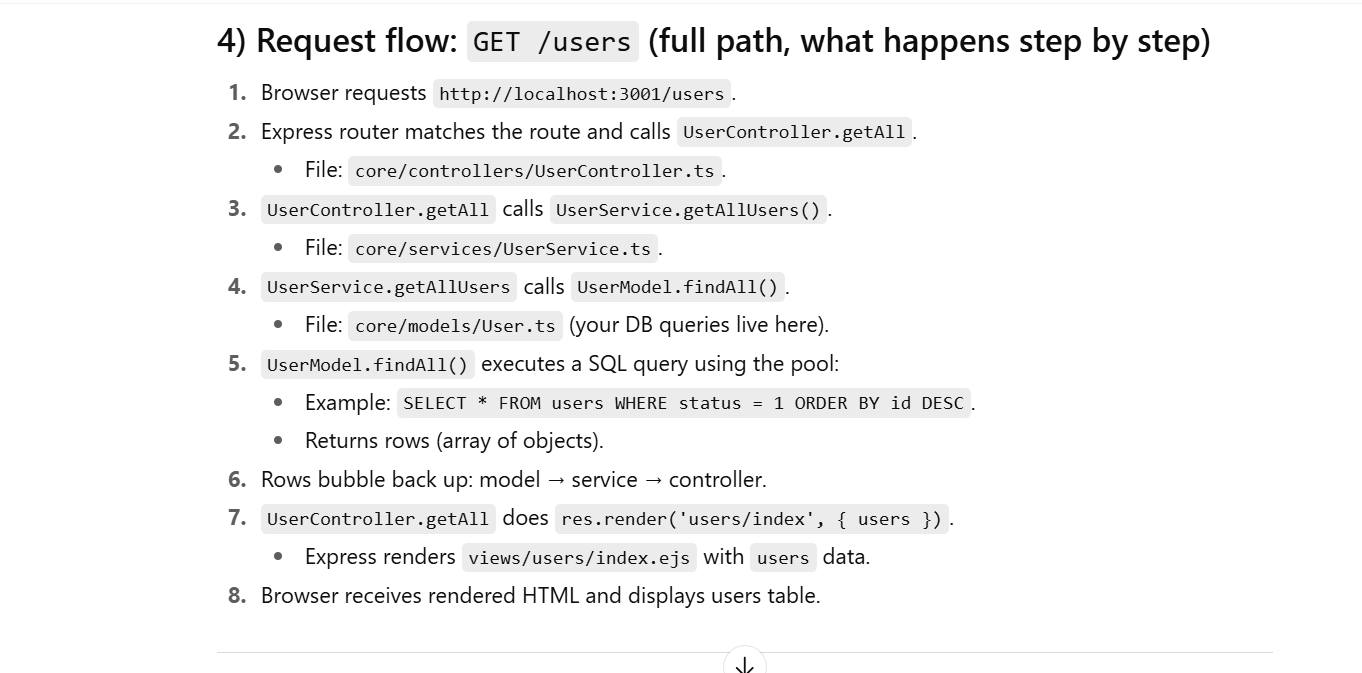 4) Request flow: GET /users (full path, what happens step by step)
1. Browser requests http://localhost:3001/users.
2. Express router matches the route and calls UserController.getAll.
• File: core/controllers/UserController.ts.
3. UserController.getAll calls UserService.getAllUsers().
• File: core/services/UserService.ts.
4. UserService.getAllUsers calls UserModel.findAll().
• File: core/models/User.ts (your DB queries live here).
5. UserModel.findAll() executes a SQL query using the pool:
• Example: SELECT * FROM users WHERE status = 1 ORDER BY id DESC.
• Returns rows (array of objects).
6. Rows bubble back up: model → service → controller.
7. UserController.getAll does res.render('users/index', { users }).
• Express renders views/users/index.ejs with users data.
8. Browser receives rendered HTML and displays users table.